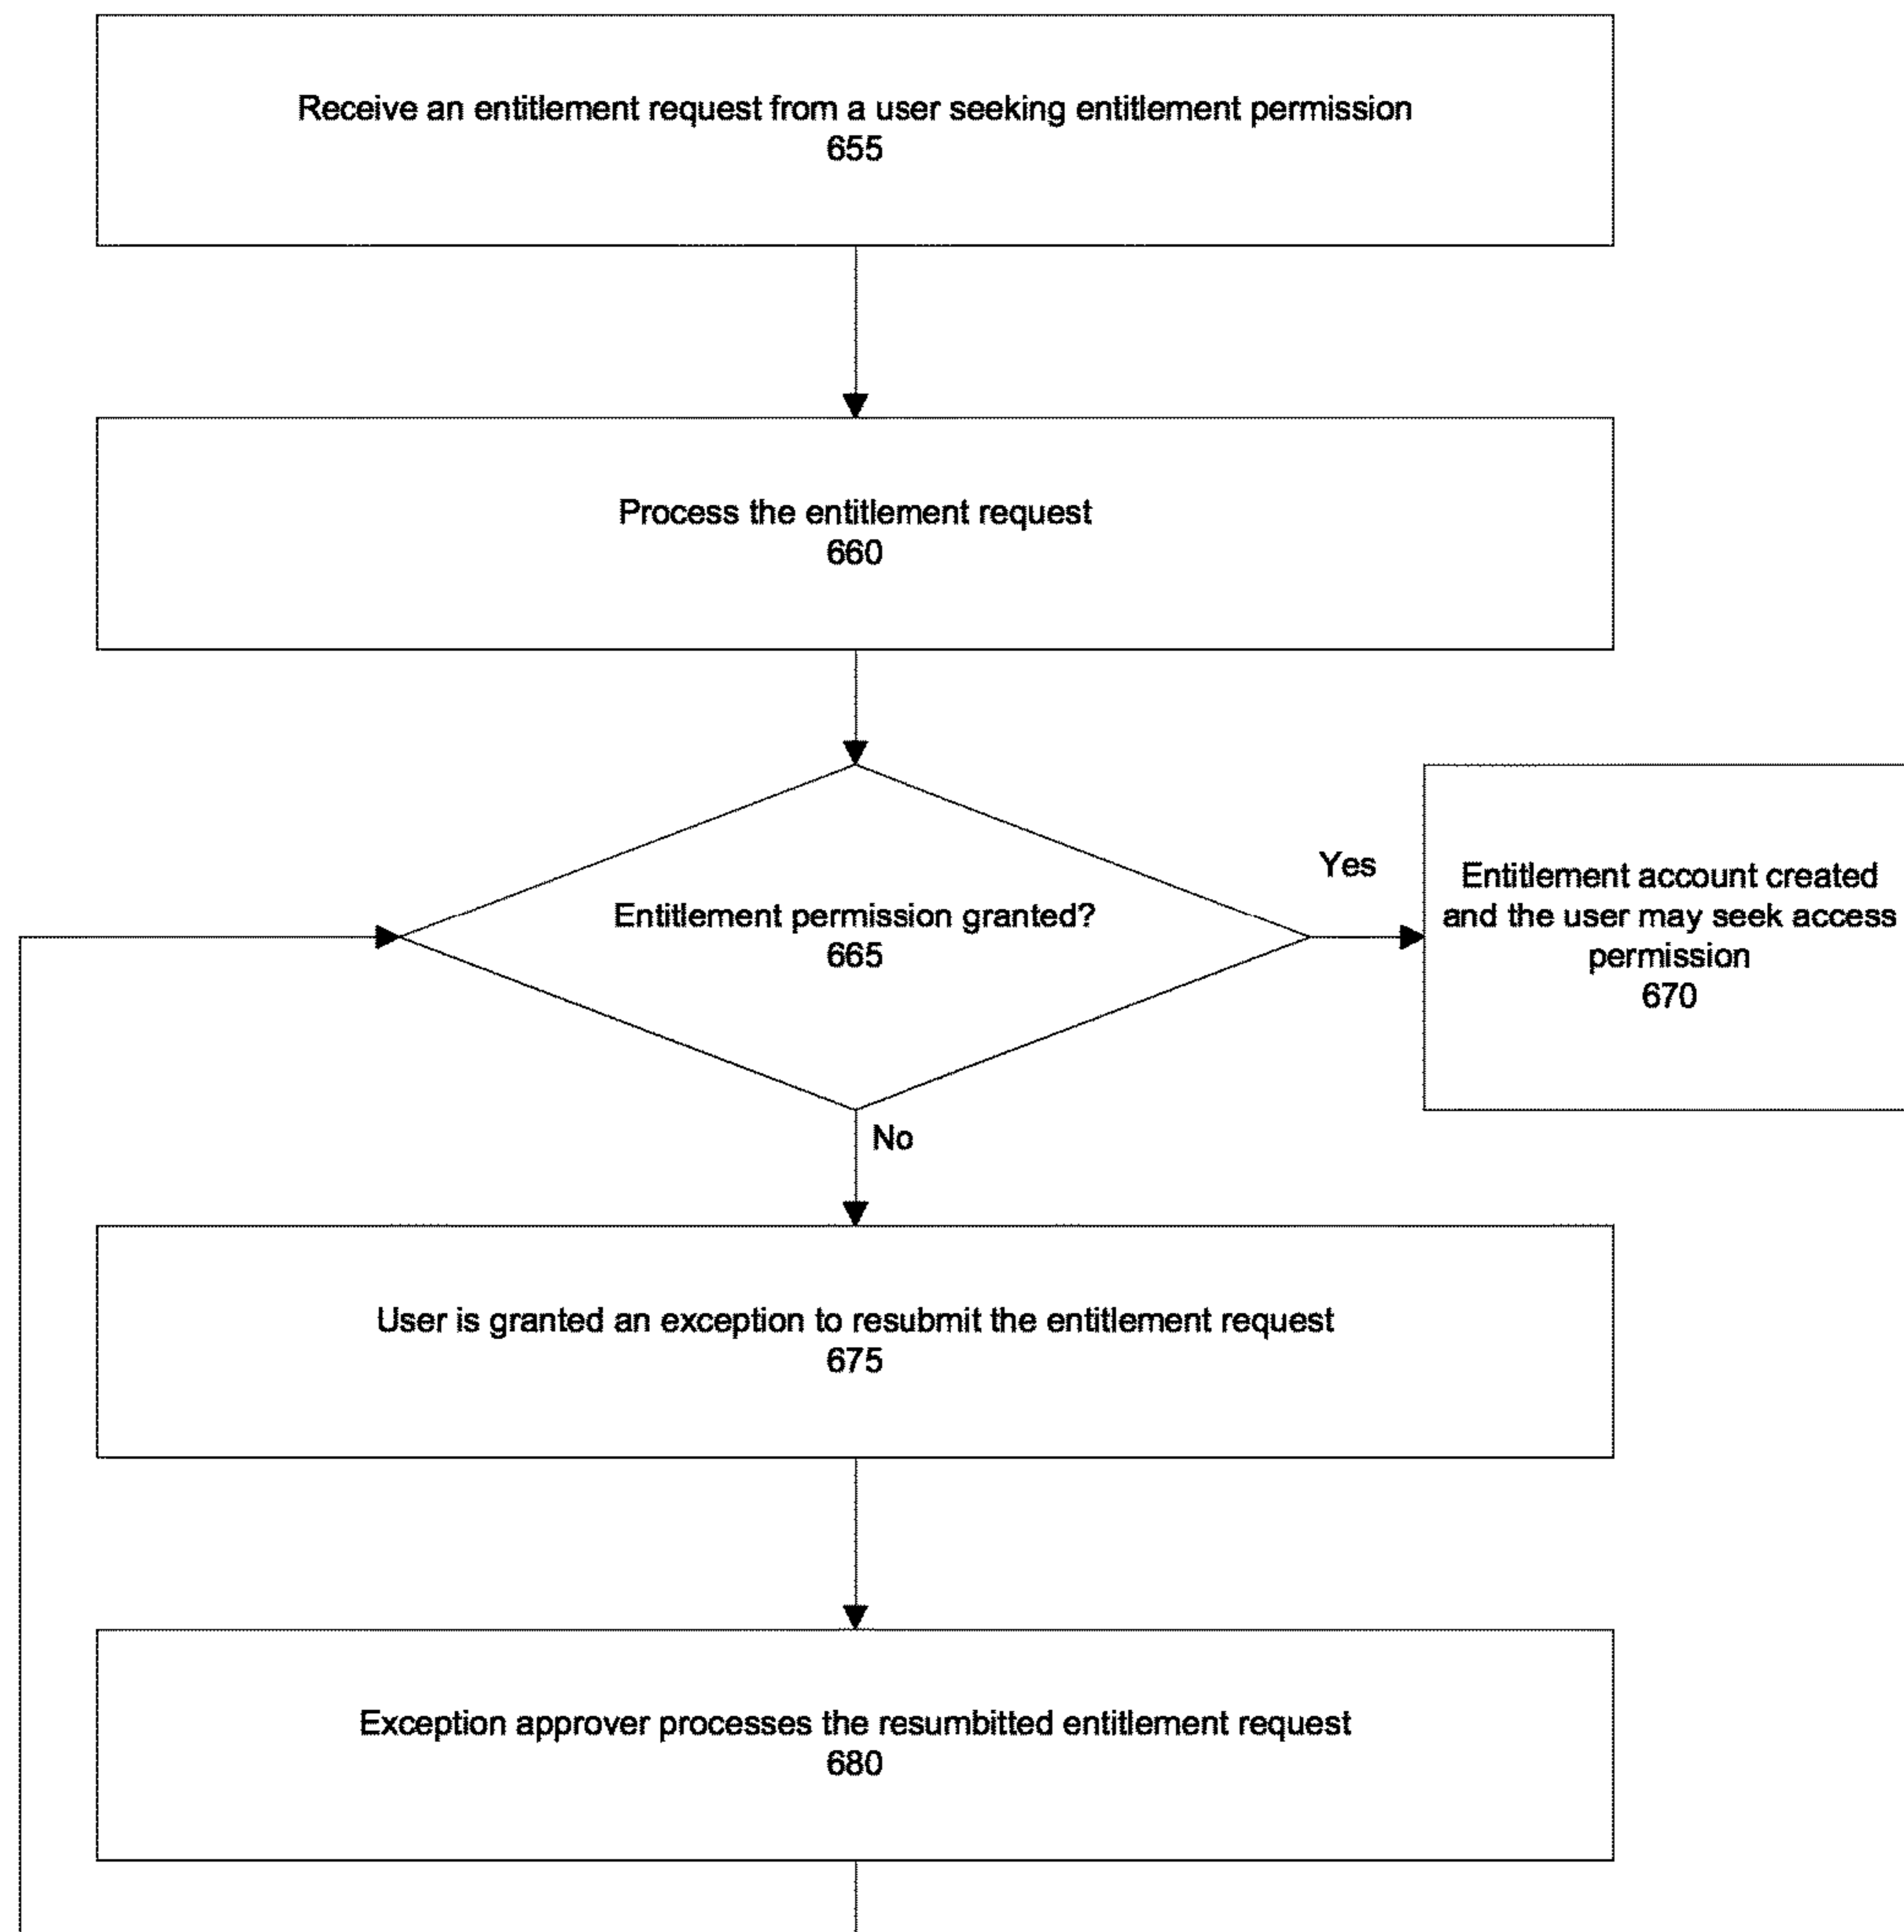 Receive an entitlement request from a user seeking entitlement permission
655
Process the entitlement request
660
Entitlement permission granted?
665
Yes
Entitlement account created
and the user may seek access
permission
670
No
User is granted an exception to resubmit the entitlement request
675
Exception approver processes the resumbitted entitlement request
680